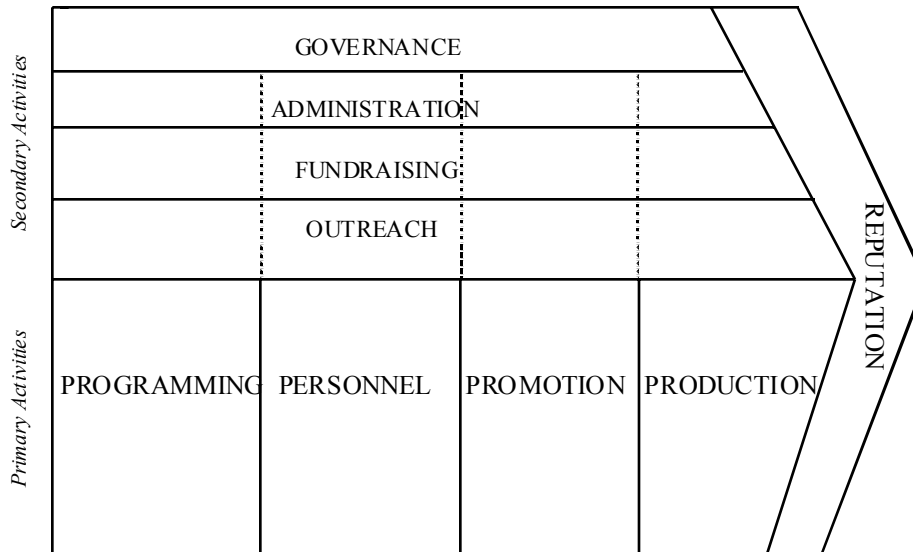 Secondary Activities
GOVERNANCE
ADMINISTRATION
FUNDRAISING
OUTREACH
REPUTATION
Primary Activities
PROGRAMMING
PERSONNEL
PROMOTION
PRODUCTION